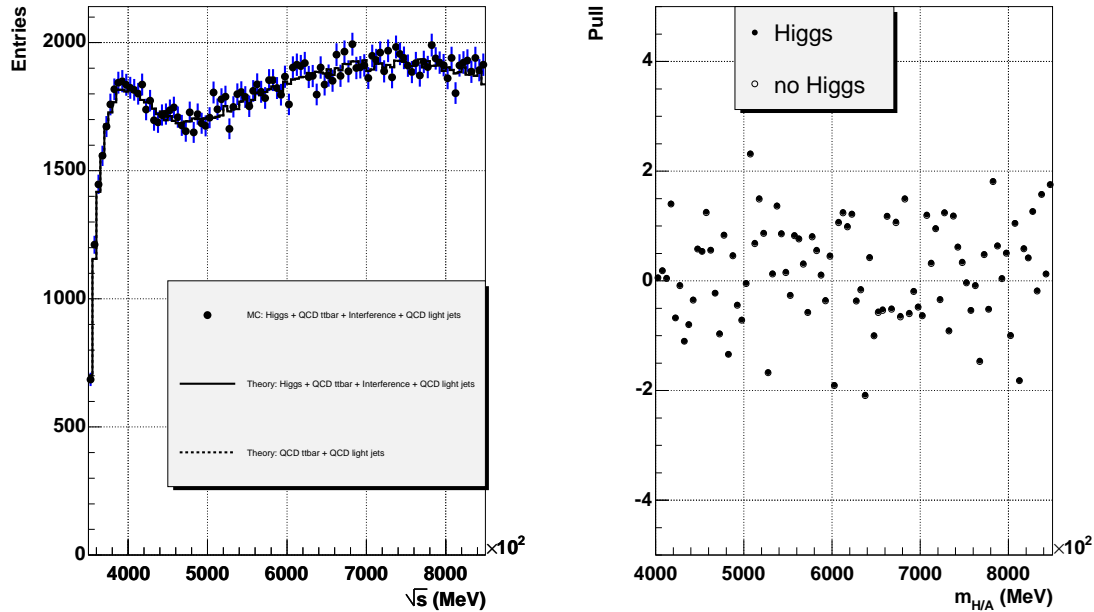 Entries
2000
1500
1000
500
0
MC: Higgs + QCD ttbar + Interference + QCD light jets
Theory: Higgs + QCD ttbar + Interference + QCD light jets
Theory: QCD ttbar + QCD light jets
4000 5000 6000 7000 8000
×10²
√s (MeV)
Pull
4
2
0
-2
-4
Higgs
no Higgs
4000 5000 6000 7000 8000
×10²
m_{H/A} (MeV)